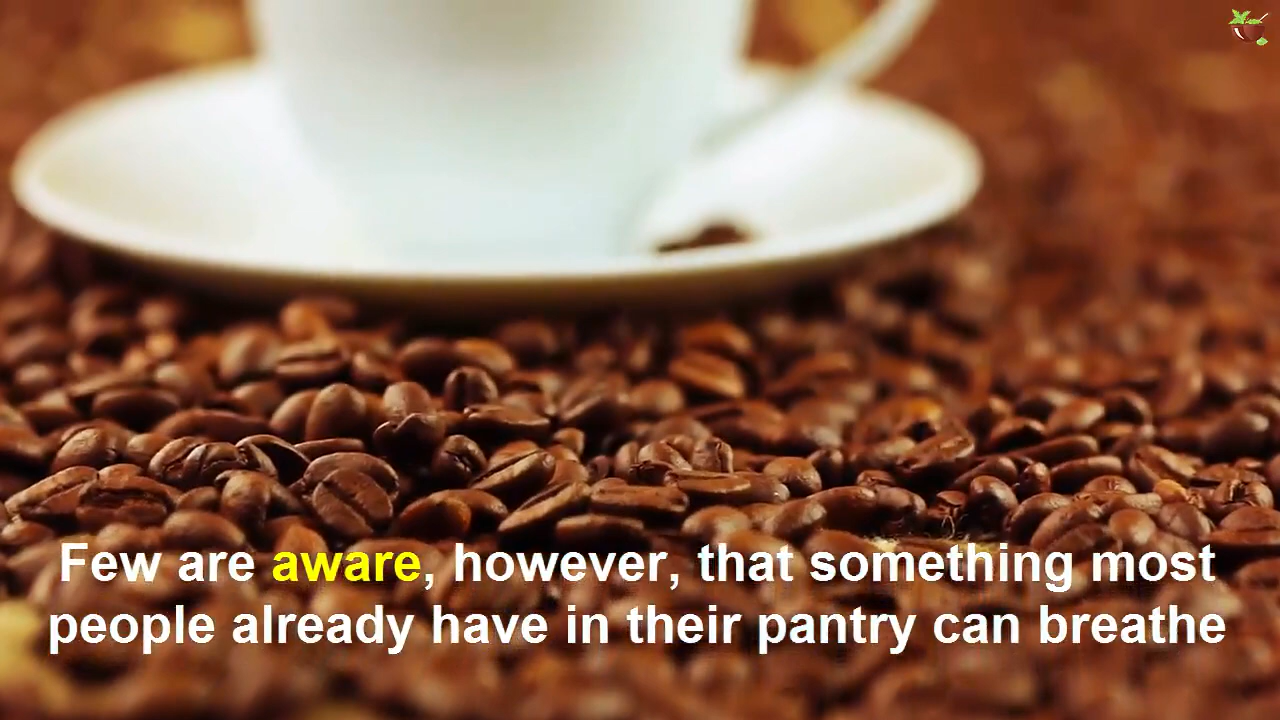 Few are aware, however, that something most
people already have in their pantry can breathe